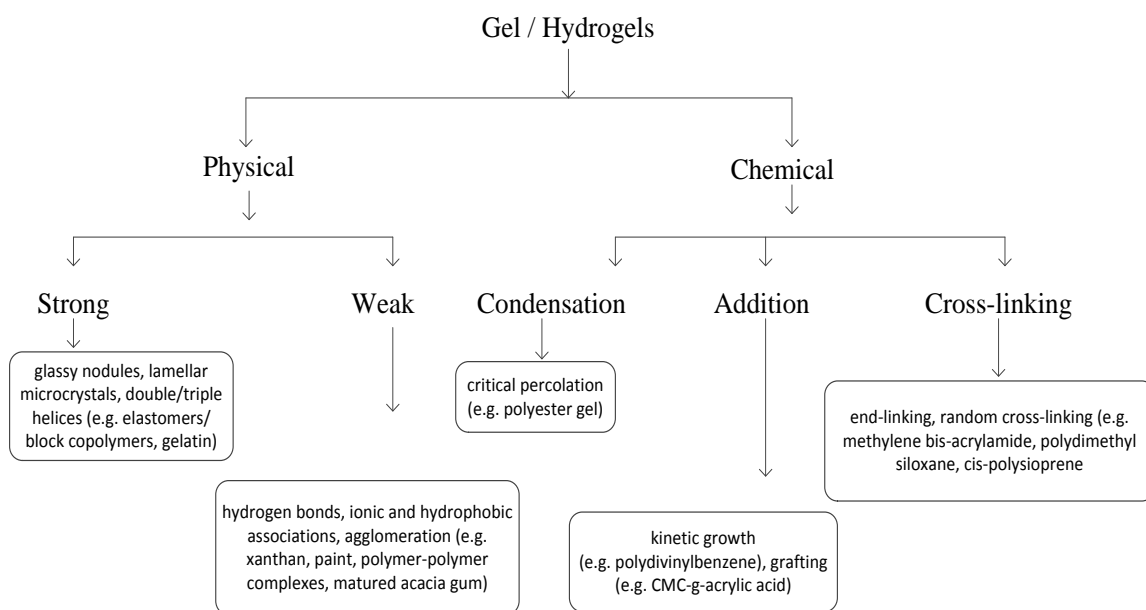 Gel / Hydrogels
Physical
Chemical
Strong
Weak
Condensation
Addition
Cross-linking
glassy nodules, lamellar
microcrystals, double/triple
helices (e.g. elastomers/
block copolymers, gelatin)
critical percolation
(e.g. polyester gel)
end-linking, random cross-linking (e.g.
methylene bis-acrylamide, polydimethyl
siloxane, cis-polysioprene
hydrogen bonds, ionic and hydrophobic
associations, agglomeration (e.g.
xanthan, paint, polymer-polymer
complexes, matured acacia gum)
kinetic growth
(e.g. polydivinylbenzene), grafting
(e.g. CMC-g-acrylic acid)